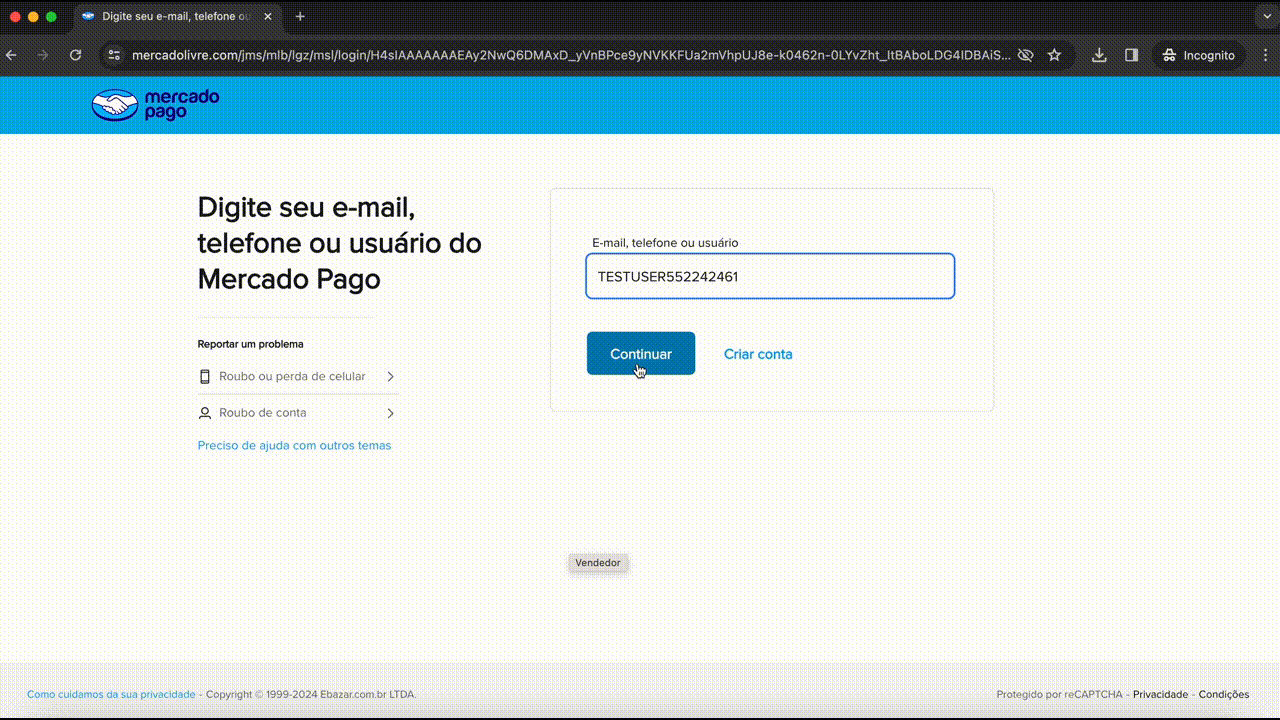 Digite seu e-mail, telefone ou
mercadolivre.com/jms/mlb/lgz/msl/login/H4sIAAAAAAAEAy2NwQ6DMAxD_yVnBPce9yNVKKFUa2mVhpUJ8e-k0462n-0LYvZht_ItBAboLDG4IDBAiS...
Incognito
mercado
pago
Digite seu e-mail,
telefone ou usuário do
Mercado Pago
Reportar um problema
Roubo ou perda de celular
Roubo de conta
Preciso de ajuda com outros temas
E-mail, telefone ou usuário
TESTUSER552242461
Continuar
Criar conta
Vendedor
Como cuidamos da sua privacidade - Copyright © 1999-2024 Ebazar.com.br LTDA.
Protegido por reCAPTCHA - Privacidade - Condições